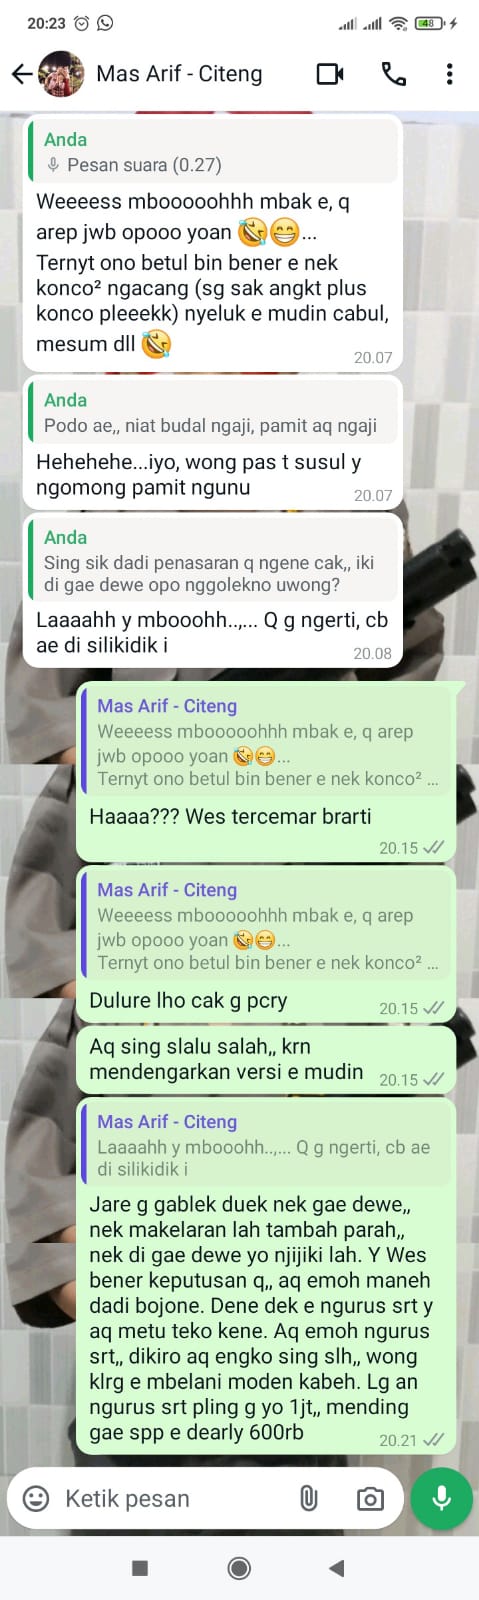 20:23
48
Mas Arif - Citeng
Anda
Pesan suara (0.27)
Weeeess mbooooohhh mbak e, q
arep jwb opooo yoan 🤣😁...
Ternyt ono betul bin bener e nek
konco² ngacang (sg sak angkt plus
konco pleeekk) nyeluk e mudin cabul,
mesum dll 🤣
20.07
Anda
Podo ae,, niat budal ngaji, pamit aq ngaji
Hehehehe...iyo, wong pas t susul y
ngomong pamit ngunu
20.07
Anda
Sing sik dadi penasaran q ngene cak,, iki
di gae dewe opo nggolekno uwong?
Laaaahh y mbooohh..,... Q g ngerti, cb
ae di silikidik i
20.08
Mas Arif - Citeng
Weeeess mbooooohhh mbak e, q arep
jwb opooo yoan 🤣😁...
Ternyt ono betul bin bener e nek konco² ...
Haaaa??? Wes tercemar brarti
20.15
Mas Arif - Citeng
Weeeess mbooooohhh mbak e, q arep
jwb opooo yoan 🤣😁...
Ternyt ono betul bin bener e nek konco² ...
Dulure lho cak g pcry
20.15
Aq sing slalu salah,, krn
mendengarkan versi e mudin
20.15
Mas Arif - Citeng
Laaaahh y mbooohh..,... Q g ngerti, cb ae
di silikidik i
Jare g gablek duek nek gae dewe,,
nek makelaran lah tambah parah,,
nek di gae dewe yo njijiki lah. Y Wes
bener keputusan q,, aq emoh maneh
dadi bojone. Dene dek e ngurus srt y
aq metu teko kene. Aq emoh ngurus
srt,, dikiro aq engko sing slh,, wong
klrg e mbelani moden kabeh. Lg an
ngurus srt pling g yo 1jt,, mending
gae spp e dearly 600rb
20.21
Ketik pesan